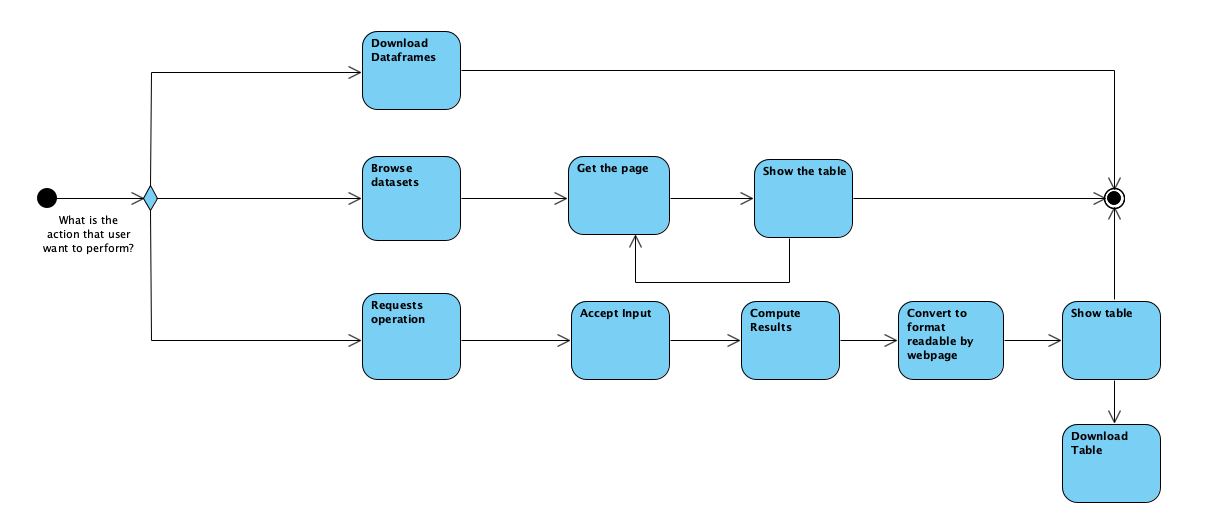 Download
Dataframes
Browse
datasets
Get the page
Show the table
What is the
action that user
want to perform?
Requests
operation
Accept Input
Compute
Results
Convert to
format
readable by
webpage
Show table
Download
Table